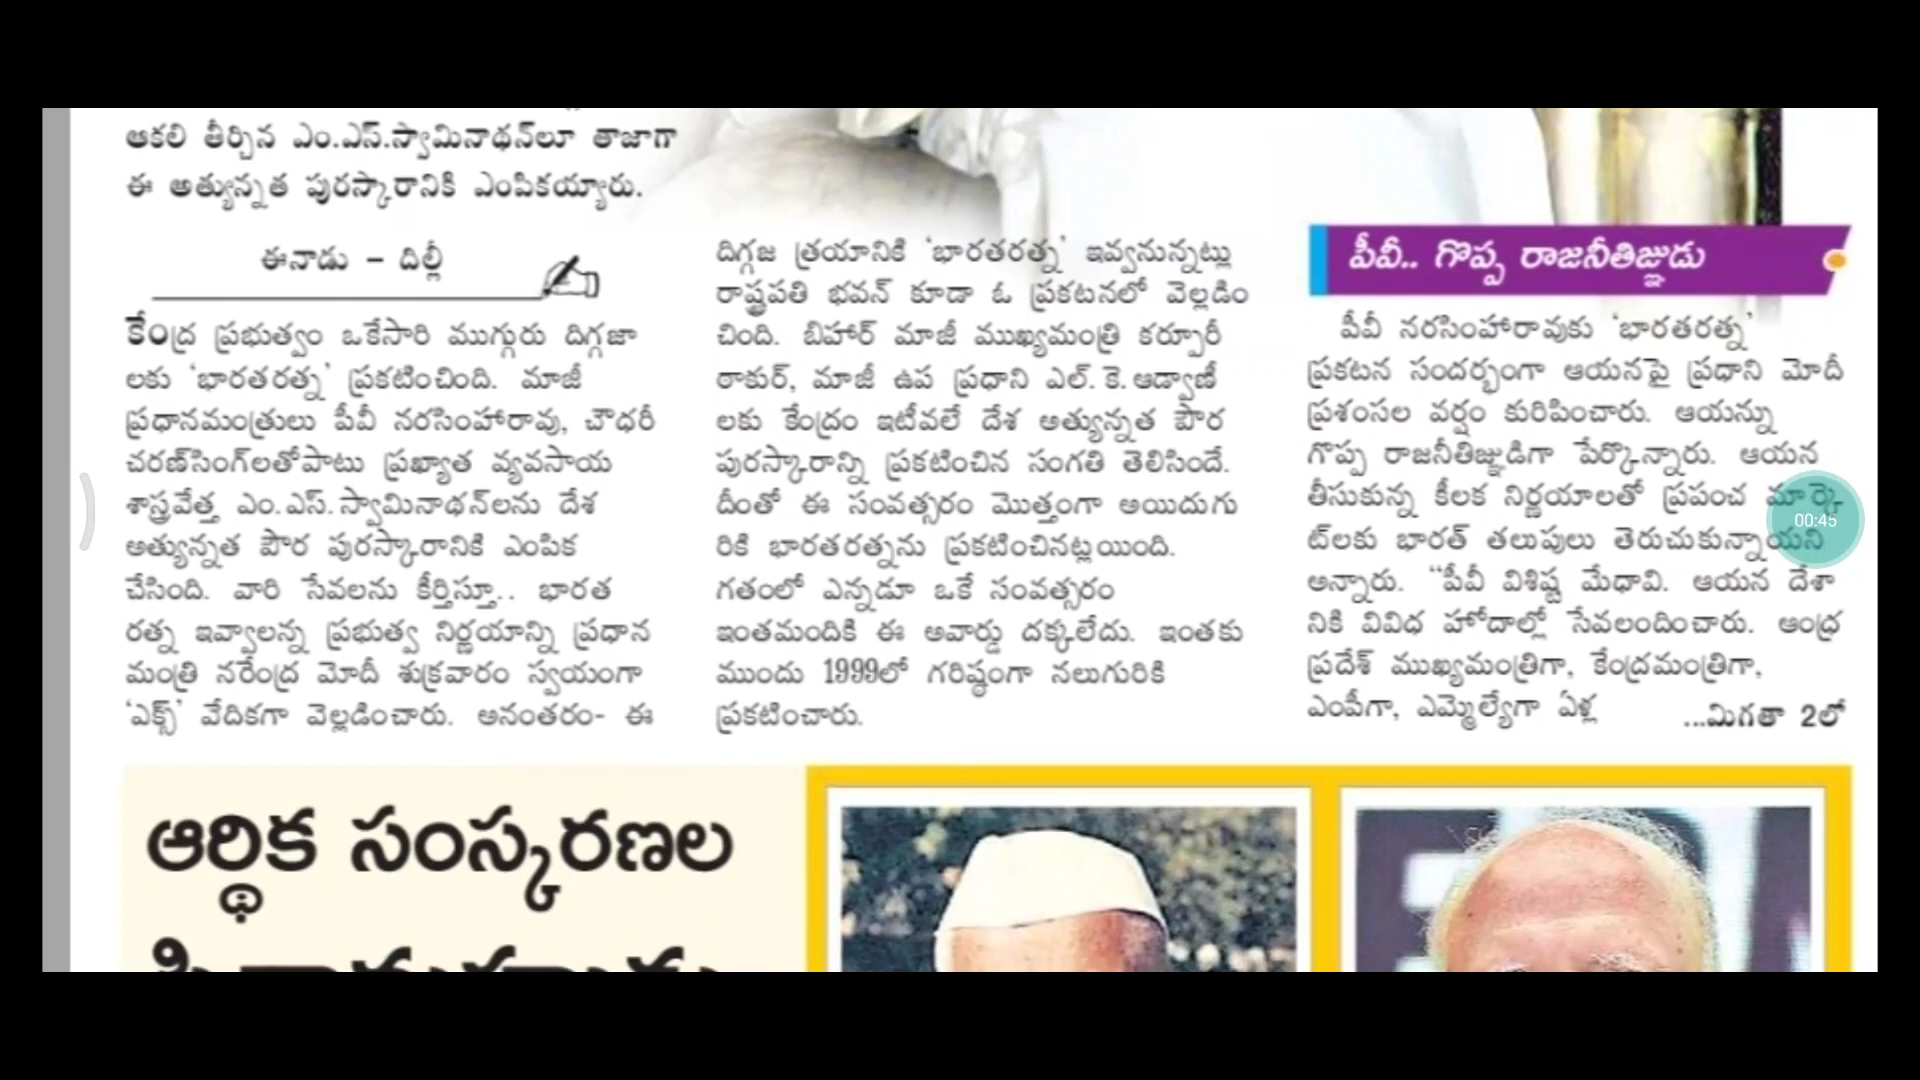 ఆకలి తీర్చిన ఎం.ఎస్.స్వామినాథన్‌లూ తాజాగా
ఈ అత్యున్నత పురస్కారానికి ఎంపికయ్యారు.
ఈనాడు - దిల్లీ
కేంద్ర ప్రభుత్వం ఒకేసారి ముగ్గురు దిగ్గజా
లకు ‘భారతరత్న’ ప్రకటించింది. మాజీ
ప్రధానమంత్రులు పీవీ నరసింహారావు, చౌధరీ
చరణ్‌సింగ్‌లతోపాటు ప్రఖ్యాత వ్యవసాయ
శాస్త్రవేత్త ఎం.ఎస్.స్వామినాథన్‌లను దేశ
అత్యున్నత పౌర పురస్కారానికి ఎంపిక
చేసింది. వారి సేవలను కీర్తిస్తూ.. భారత
రత్న ఇవ్వాలన్న ప్రభుత్వ నిర్ణయాన్ని ప్రధాన
మంత్రి నరేంద్ర మోదీ శుక్రవారం స్వయంగా
‘ఎక్స్’ వేదికగా వెల్లడించారు. అనంతరం- ఈ
దిగ్గజ త్రయానికి ‘భారతరత్న’ ఇవ్వనున్నట్లు
రాష్ట్రపతి భవన్ కూడా ఓ ప్రకటనలో వెల్లడిం
చింది. బిహార్ మాజీ ముఖ్యమంత్రి కర్పూరీ
ఠాకుర్, మాజీ ఉప ప్రధాని ఎల్.కె.ఆడ్వాణీ
లకు కేంద్రం ఇటీవలే దేశ అత్యున్నత పౌర
పురస్కారాన్ని ప్రకటించిన సంగతి తెలిసిందే.
దీంతో ఈ సంవత్సరం మొత్తంగా అయిదుగు
రికి భారతరత్నను ప్రకటించినట్లయింది.
గతంలో ఎన్నడూ ఒకే సంవత్సరం
ఇంతమందికి ఈ అవార్డు దక్కలేదు. ఇంతకు
ముందు 1999లో గరిష్ఠంగా నలుగురికి
ప్రకటించారు.
పీవీ.. గొప్ప రాజనీతిజ్ఞుడు
పీవీ నరసింహారావుకు ‘భారతరత్న’
ప్రకటన సందర్భంగా ఆయనపై ప్రధాని మోదీ
ప్రశంసల వర్షం కురిపించారు. ఆయన్ను
గొప్ప రాజనీతిజ్ఞుడిగా పేర్కొన్నారు. ఆయన
తీసుకున్న కీలక నిర్ణయాలతో ప్రపంచ మార్కె
ట్‌లకు భారత్ తలుపులు తెరుచుకున్నాయని
అన్నారు. “పీవీ విశిష్ట మేధావి. ఆయన దేశా
నికి వివిధ హోదాల్లో సేవలందించారు. ఆంధ్ర
ప్రదేశ్ ముఖ్యమంత్రిగా, కేంద్రమంత్రిగా,
ఎంపీగా, ఎమ్మెల్యేగా ఏళ్ల ...మిగతా 2లో
00:45
ఆర్థిక సంస్కరణల